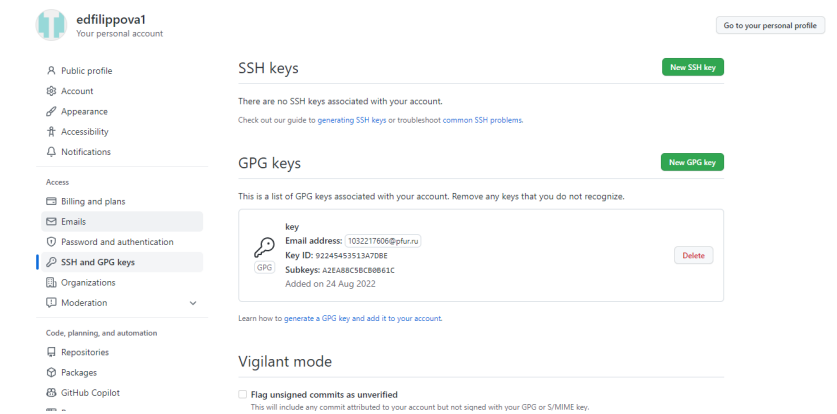 edfilippova1
Your personal account
Go to your personal profile
Public profile
Account
Appearance
Accessibility
Notifications
Access
Billing and plans
Emails
Password and authentication
SSH and GPG keys
Organizations
Moderation
Code, planning, and automation
Repositories
Packages
GitHub Copilot
SSH keys
New SSH key
There are no SSH keys associated with your account.
Check out our guide to generating SSH keys or troubleshoot common SSH problems.
GPG keys
New GPG key
This is a list of GPG keys associated with your account. Remove any keys that you do not recognize.
key
Email address: 1032217606@pfur.ru
Key ID: 92245453513A7DBE
GPG
Subkeys: A2EA88C5BCB0B61C
Added on 24 Aug 2022
Delete
Learn how to generate a GPG key and add it to your account.
Vigilant mode
Flag unsigned commits as unverified
This will include any commit attributed to your account but not signed with your GPG or S/MIME key.